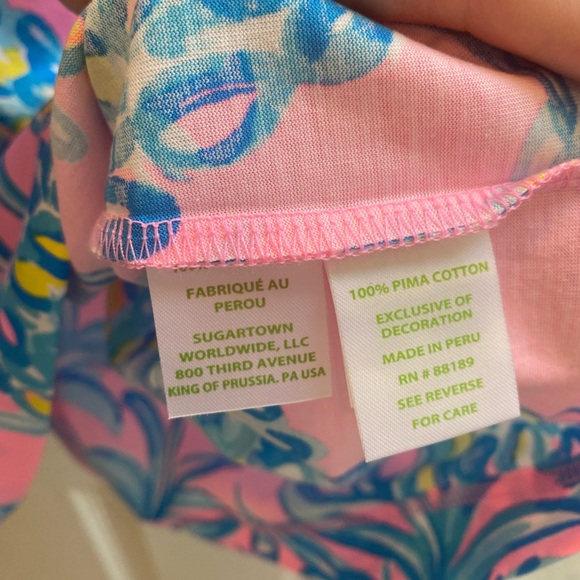 FABRIQUÉ AU
PEROU
SUGARTOWN
WORLDWIDE, LLC
800 THIRD AVENUE
KING OF PRUSSIA. PA USA
100% PIMA COTTON
EXCLUSIVE OF
DECORATION
MADE IN PERU
RN # 88189
SEE REVERSE
FOR CARE